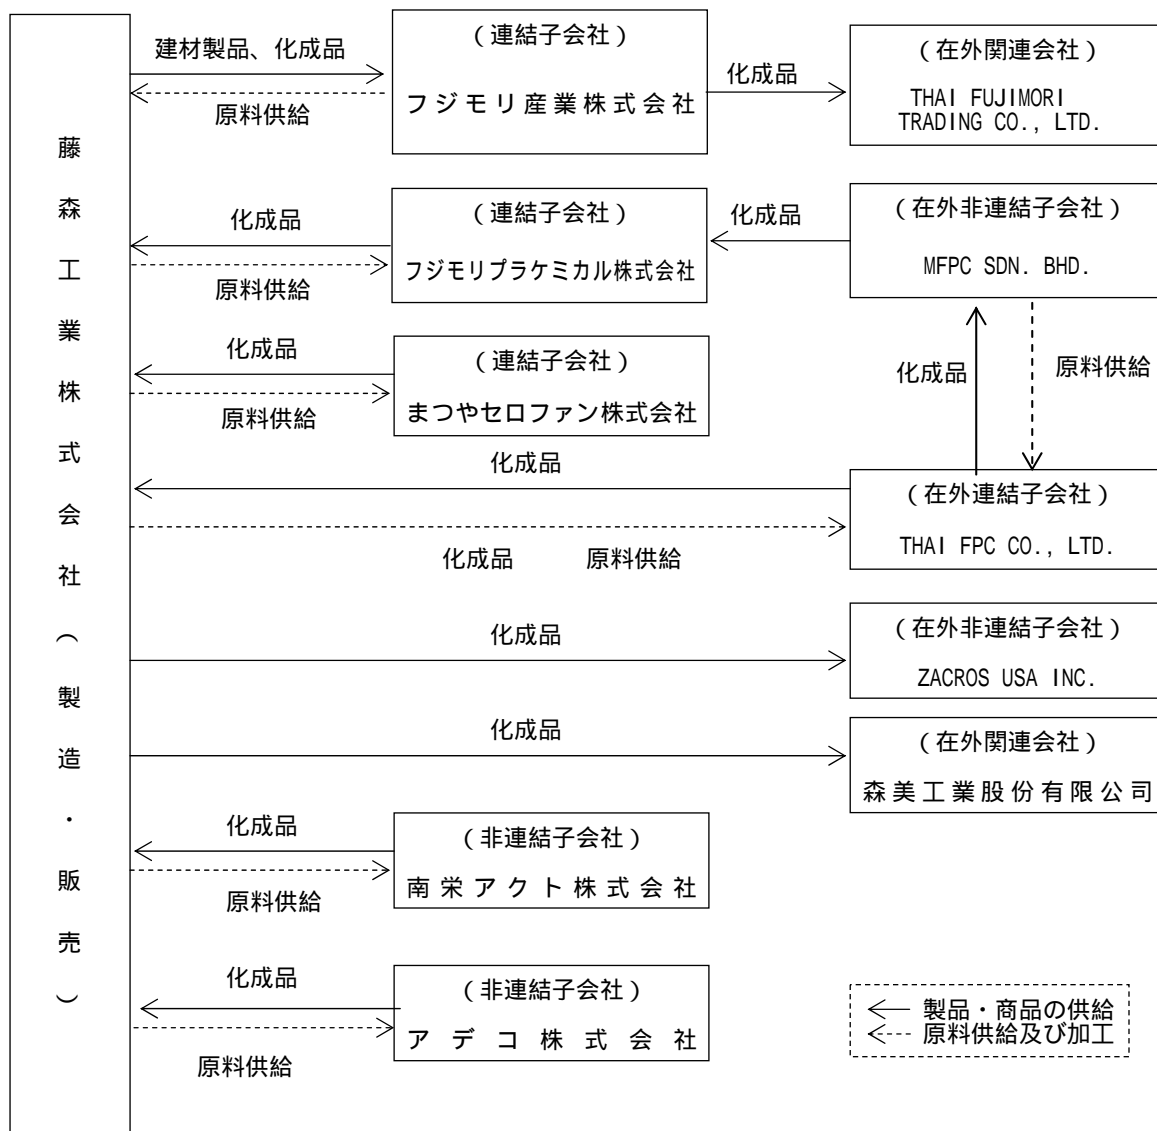 藤森工業株式会社(製造・販売)
建材製品、化成品
原料供給
(連結子会社)
フジモリ産業株式会社
化成品
(在外関連会社)
THAI FUJIMORI
TRADING CO., LTD.
化成品
原料供給
(連結子会社)
フジモリプラケミカル株式会社
化成品
(在外非連結子会社)
MFPC SDN. BHD.
化成品
原料供給
化成品
原料供給
(連結子会社)
まつやセロファン株式会社
化成品
化成品 原料供給
(在外連結子会社)
THAI FPC CO., LTD.
化成品
(在外非連結子会社)
ZACROS USA INC.
化成品
(在外関連会社)
森美工業股份有限公司
化成品
原料供給
(非連結子会社)
南栄アクト株式会社
化成品
原料供給
(非連結子会社)
アデコ株式会社
製品・商品の供給
原料供給及び加工